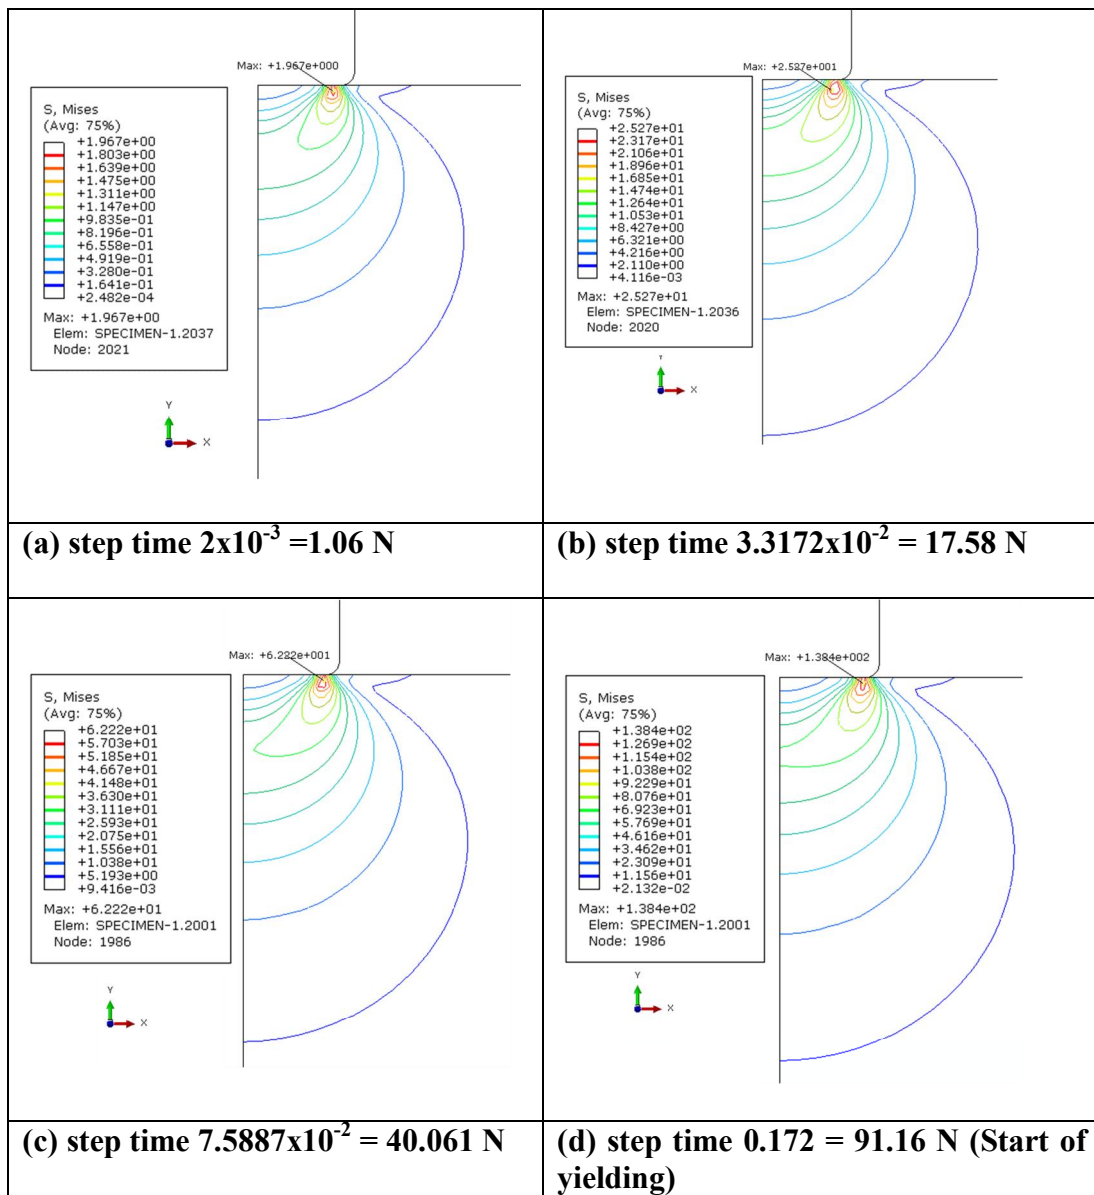 Max: +1.967e+000
S, Mises
(Avg: 75%)
+1.967e+00
+1.803e+00
+1.639e+00
+1.475e+00
+1.311e+00
+1.147e+00
+9.835e-01
+8.196e-01
+6.558e-01
+4.919e-01
+3.280e-01
+1.641e-01
+2.482e-04
Max: +1.967e+00
Elem: SPECIMEN-1.2037
Node: 2021
Y
X
Max: +2.527e+001
S, Mises
(Avg: 75%)
+2.527e+01
+2.317e+01
+2.106e+01
+1.896e+01
+1.685e+01
+1.474e+01
+1.264e+01
+1.053e+01
+8.427e+00
+6.321e+00
+4.216e+00
+2.110e+00
+4.116e-03
Max: +2.527e+01
Elem: SPECIMEN-1.2036
Node: 2020
Y
X
(a) step time 2x10⁻³ =1.06 N
(b) step time 3.3172x10⁻² = 17.58 N
Max: +6.222e+001
S, Mises
(Avg: 75%)
+6.222e+01
+5.703e+01
+5.185e+01
+4.667e+01
+4.148e+01
+3.630e+01
+3.111e+01
+2.593e+01
+2.075e+01
+1.556e+01
+1.038e+01
+5.193e+00
+9.416e-03
Max: +6.222e+01
Elem: SPECIMEN-1.2001
Node: 1986
Y
X
Max: +1.384e+002
S, Mises
(Avg: 75%)
+1.384e+02
+1.269e+02
+1.154e+02
+1.038e+02
+9.229e+01
+8.076e+01
+6.923e+01
+5.769e+01
+4.616e+01
+3.462e+01
+2.309e+01
+1.156e+01
+2.132e-02
Max: +1.384e+02
Elem: SPECIMEN-1.2001
Node: 1986
Y
X
(c) step time 7.5887x10⁻² = 40.061 N
(d) step time 0.172 = 91.16 N (Start of
yielding)